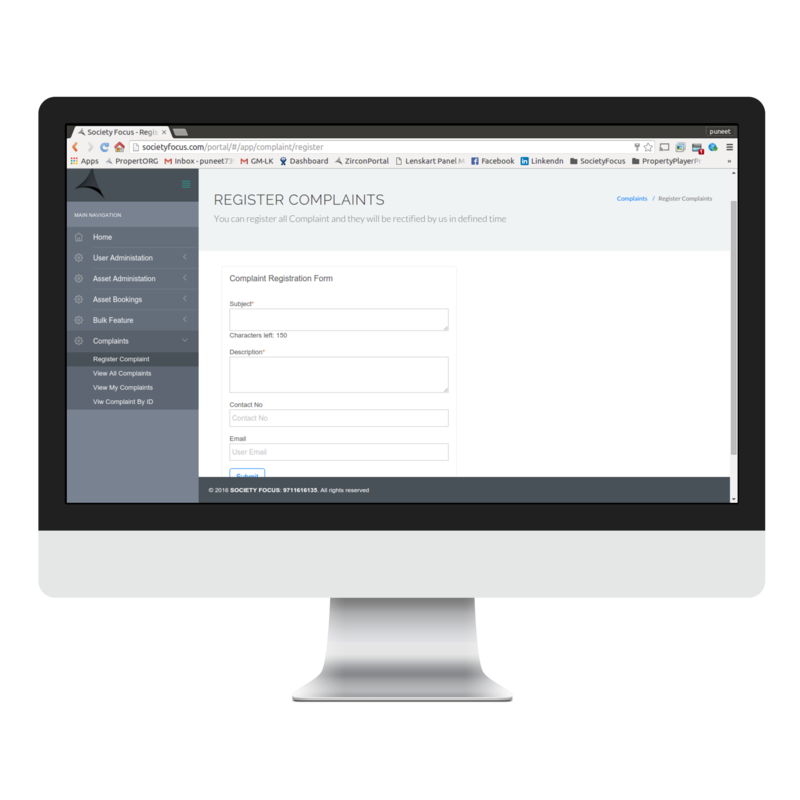 Society Focus - Regis
puneet
societyfocus.com/portal/#/app/complaint/register
Apps PropertORG Inbox - puneet73 GM-LK Dashboard ZirconPortal Lenskart Panel M Facebook Linkendn SocietyFocus PropertyPlayerPr »
MAIN NAVIGATION
Home
User Administation
Asset Administation
Asset Bookings
Bulk Feature
Complaints
Register Complaint
View All Complaints
View My Complaints
Viw Complaint By ID
REGISTER COMPLAINTS
Complaints / Register Complaints
You can register all Complaint and they will be rectified by us in defined time
Complaint Registration Form
Subject*
Characters left: 150
Description*
Contact No
Contact No
Email
User Email
Submit
© 2016 SOCIETY FOCUS: 9711616135. All rights reserved